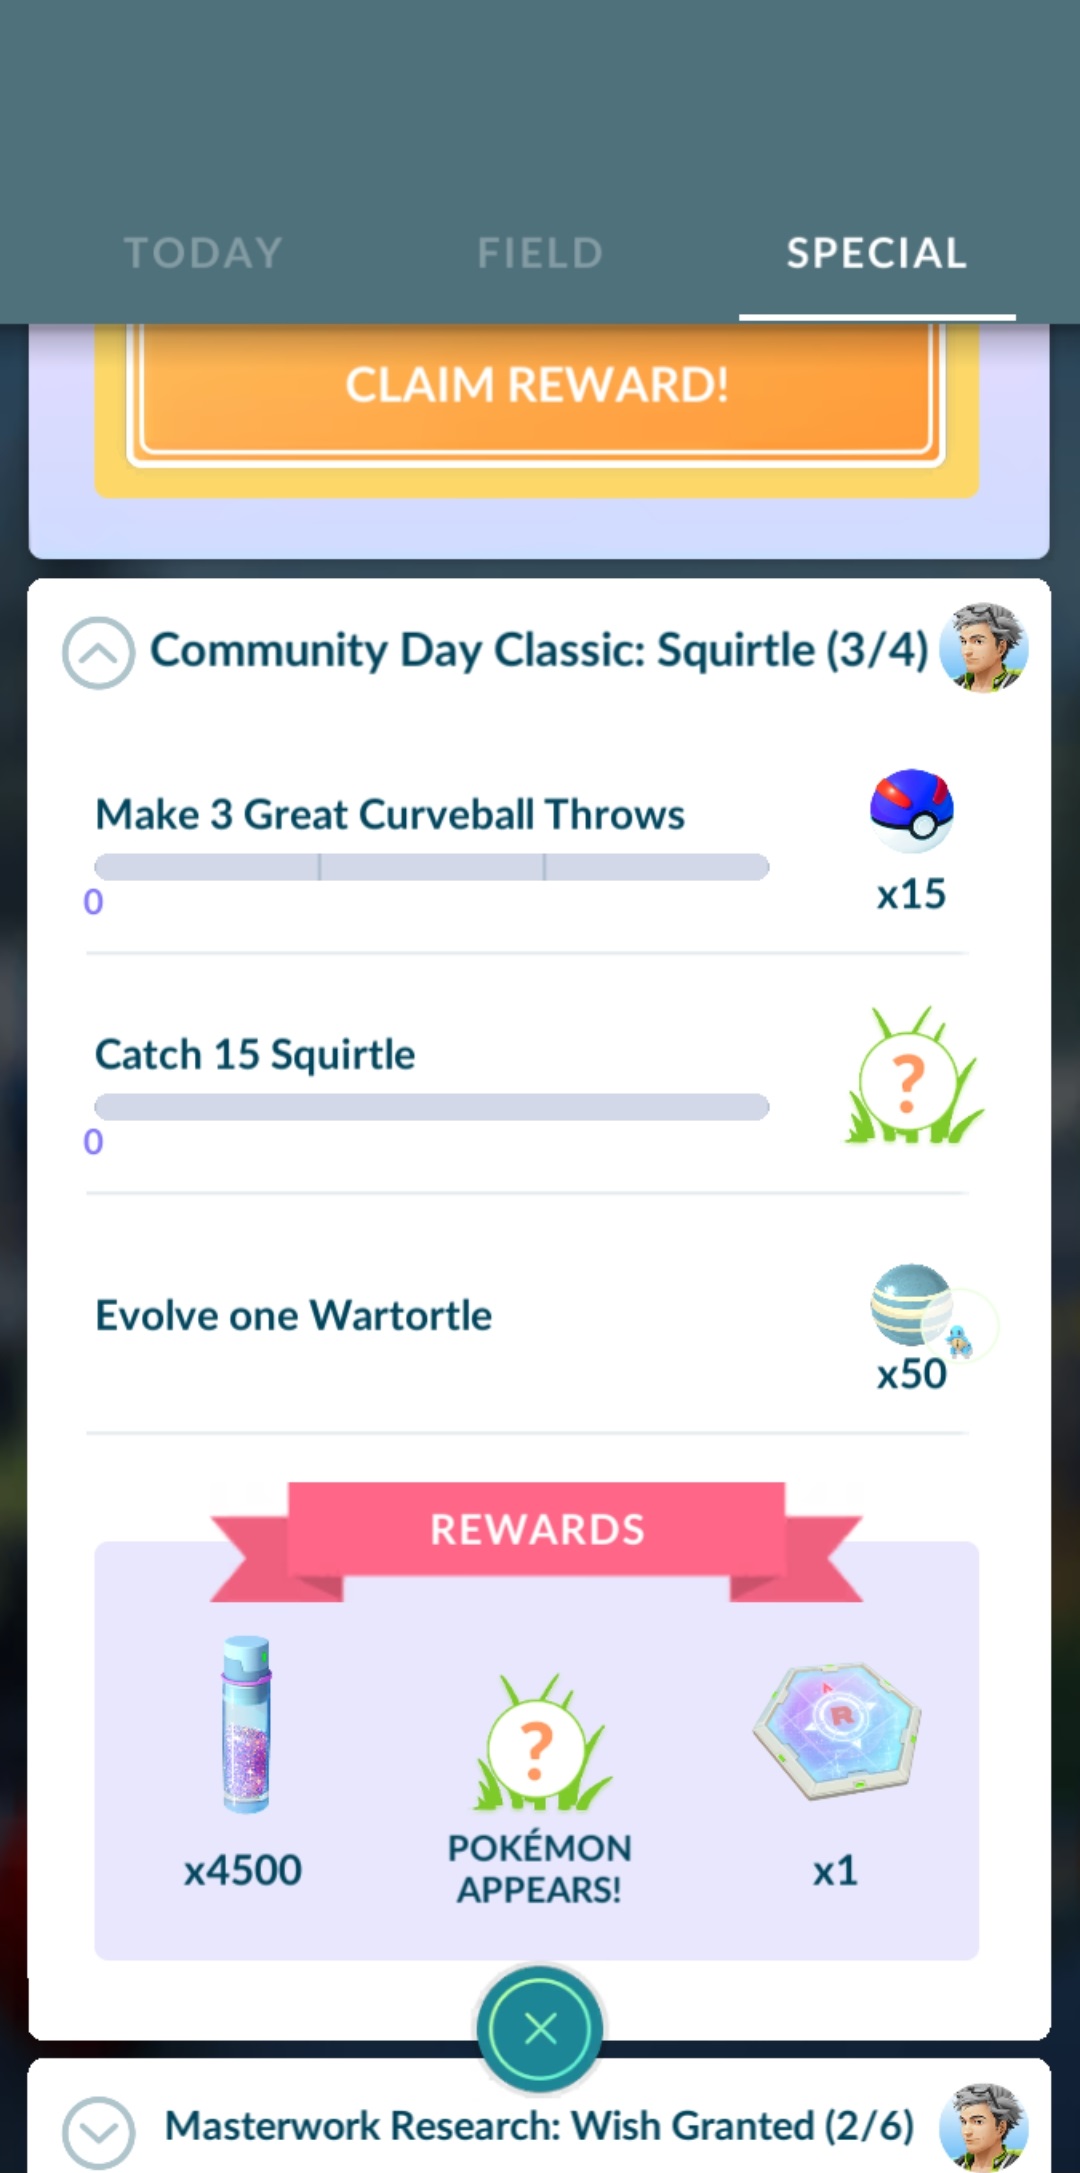 TODAY
FIELD
SPECIAL
CLAIM REWARD!
Community Day Classic: Squirtle (3/4)
Make 3 Great Curveball Throws
0
x15
Catch 15 Squirtle
0
?
Evolve one Wartortle
x50
REWARDS
x4500
?
POKÉMON
APPEARS!
R
x1
Masterwork Research: Wish Granted (2/6)